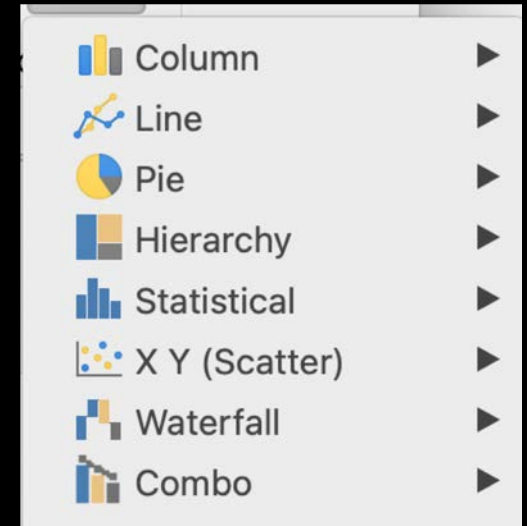 Column
Line
Pie
Hierarchy
Statistical
X Y (Scatter)
Waterfall
Combo